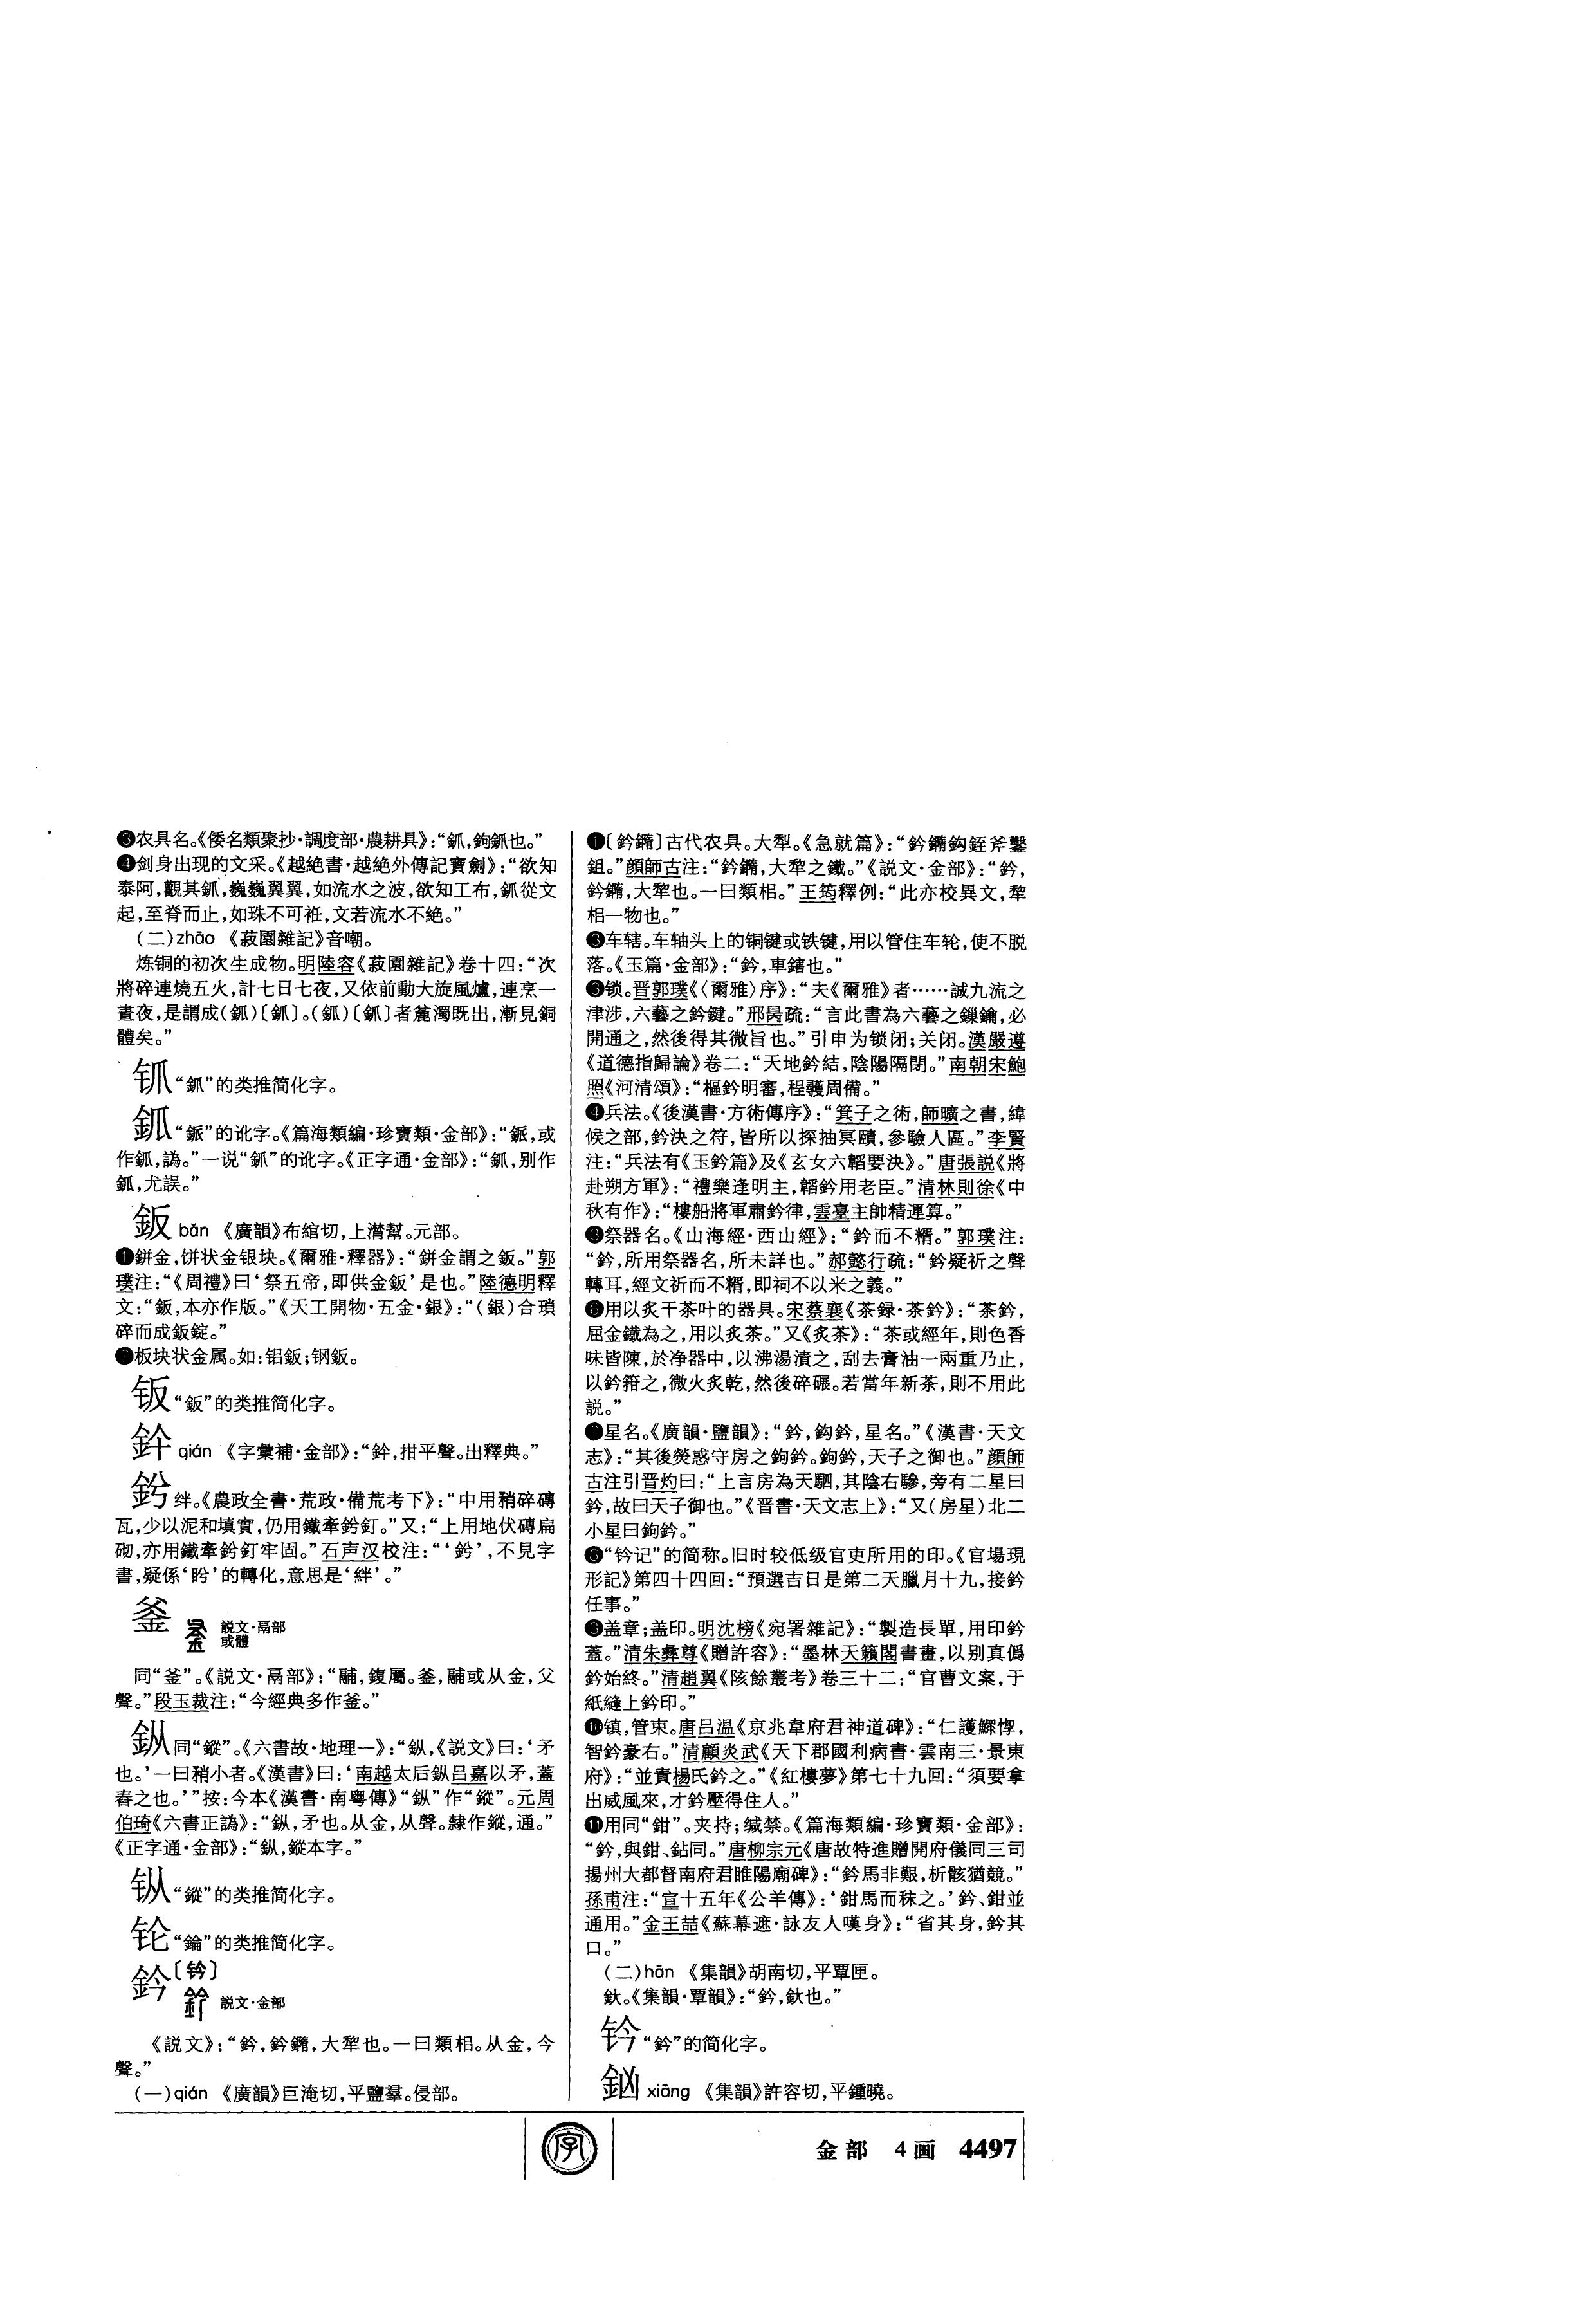 ❸农具名。《倭名類聚抄·調度部·農耕具》：“釽，鉤釽也。”
❹剑身出现的文采。《越絶書·越絶外傳記寶劍》：“欲知
泰阿，觀其釽，巍巍翼翼，如流水之波，欲知工布，釽從文
起，至脊而止，如珠不可衽，文若流水不絶。”
（二）zhāo 《菽園雜記》音嘲。
炼铜的初次生成物。明陸容《菽園雜記》卷十四：“次
將碎連燒五火，計七日七夜，又依前動大旋風爐，連烹一
晝夜，是謂成（釽）〔釽〕。（釽）〔釽〕者麄濁既出，漸見銅
體矣。”
“釽”的类推简化字。
“鈲”的讹字。《篇海類編·珍寶類·金部》：“鈲，或
作釽，譌。”一说“釽”的讹字。《正字通·金部》：“釽，别作
釽，尤誤。”
鈑 bǎn 《廣韻》布綰切，上潸幫。元部。
❶鉼金，饼状金银块。《爾雅·釋器》：“鉼金謂之鈑。”郭
璞注：“《周禮》曰‘祭五帝，即供金鈑’是也。”陸德明釋
文：“鈑，本亦作版。”《天工開物·五金·銀》：“（銀）合瑣
碎而成鈑錠。”
板块状金属。如：铝鈑；钢鈑。
钣“鈑”的类推简化字。
qián 《字彙補·金部》：“，拑平聲。出釋典。”
鈖 绊。《農政全書·荒政·備荒考下》：“中用稍碎磚
瓦，少以泥和填實，仍用鐵牽釘。”又：“上用地伏磚扁
砌，亦用鐵牽釘牢固。”石声汉校注：“‘’，不見字
書，疑係‘盻’的轉化，意思是‘絆’。”
釜 説文·鬲部
或體
同“釜”。《説文·鬲部》：“鬴，鍑屬。釜，鬴或从金，父
聲。”段玉裁注：“今經典多作釜。”
同“鏦”。《六書故·地理一》：“䥘，《説文》曰：‘矛
也。’一曰矟小者。《漢書》曰：‘南越太后䥘吕嘉以矛，蓋
舂之也。’”按：今本《漢書·南粤傳》“䥘”作“鏦”。元周
伯琦《六書正譌》：“䥘，矛也。从金，从聲。隸作鏦，通。”
《正字通·金部》：“䥘，鏦本字。”
“鏦”的类推简化字。
“錀”的类推简化字。
鈐〔钤〕
説文·金部
《説文》：“鈐，鈐䥯，大犂也。一曰類相。从金，今
聲。”
（一）qián 《廣韻》巨淹切，平鹽羣。侵部。
❶〔鈐䥯〕古代农具。大犁。《急就篇》：“鈐䥯鈎銍斧鑿
鉏。”顔師古注：“鈐䥯，大犂之鐵。”《説文·金部》：“鈐，
鈐䥯，大犂也。一曰類相。”王筠釋例：“此亦校異文，犂
相一物也。”
車辖。车轴头上的铜键或铁键，用以管住车轮，使不脱
落。《玉篇·金部》：“鈐，車鎋也。”
❸锁。晋郭璞《〈爾雅〉序》：“夫《爾雅》者……誠九流之
津涉，六藝之鈐鍵。”邢昺疏：“言此書為六藝之鏁鑰，必
開通之，然後得其微旨也。”引申为锁闭；关闭。漢嚴遵
《道德指歸論》卷二：“天地鈐結，陰陽隔閉。”南朝宋鮑
照《河清頌》：“樞鈐明審，程䕶周備。”
❹兵法。《後漢書·方術傳序》：“箕子之術，師曠之書，緯
候之部，鈐決之符，皆所以探抽冥賾，參驗人區。”李賢
注：“兵法有《玉鈐篇》及《玄女六韜要決》。”唐張説《將
赴朔方軍》：“禮樂逢明主，韜鈐用老臣。”清林則徐《中
秋有作》：“樓船將軍肅鈐律，雲臺主帥精運算。”
祭器名。《山海經·西山經》：“鈐而不糈。”郭璞注：
“鈐，所用祭器名，所未詳也。”郝懿行疏：“鈐疑祈之聲
轉耳，經文祈而不糈，即祠不以米之義。”
❻用以炙干茶叶的器具。宋蔡襄《茶録·茶鈐》：“茶鈐，
屈金鐵為之，用以炙茶。”又《炙茶》：“茶或經年，則色香
味皆陳，於净器中，以沸湯漬之，刮去膏油一兩重乃止，
以鈐箝之，微火炙乾，然後碎碾。若當年新茶，則不用此
説。”
❼星名。《廣韻·鹽韻》：“鈐，鈎鈐，星名。”《漢書·天文
志》：“其後熒惑守房之鉤鈐。鉤鈐，天子之御也。”顔師
古注引晋灼曰：“上言房為天駟，其陰右驂，旁有二星曰
鈐，故曰天子御也。”《晋書·天文志上》：“又（房星）北二
小星曰鉤鈐。”
“钤记”的简称。旧时较低级官吏所用的印。《官場現
形記》第四十四回：“預選吉日是第二天臘月十九，接鈐
任事。”
盖章；盖印。明沈榜《宛署雜記》：“製造長單，用印鈐
蓋。”清朱彝尊《贈許容》：“墨林天籟閣書畫，以别真僞
鈐始終。”清趙翼《陔餘叢考》卷三十二：“官曹文案，于
紙縫上鈐印。”
❿镇，管束。唐吕温《京兆韋府君神道碑》：“仁護鰥惸，
智鈐豪右。”清顧炎武《天下郡國利病書·雲南三·景東
府》：“並責楊氏鈐之。”《紅樓夢》第七十九回：“須要拿
出威風來，才鈐壓得住人。”
⓫用同“鉗”。夹持；缄禁。《篇海類編·珍寶類·金部》：
“鈐，與鉗、鉆同。”唐柳宗元《唐故特進贈開府儀同三司
揚州大都督南府君睢陽廟碑》：“鈐馬非艱，析骸猶競。”
孫甫注：“宣十五年《公羊傳》：‘鉗馬而秣之。’鈐、鉗並
通用。”金王喆《蘇幕遮·詠友人嘆身》：“省其身，鈐其
口。”
（二）hān 《集韻》胡南切，平覃匣。
釱。《集韻·覃韻》：“鈐，釱也。”
钤“鈐”的简化字。
xiāng 《集韻》許容切，平鍾曉。
字
金部 4画 4497